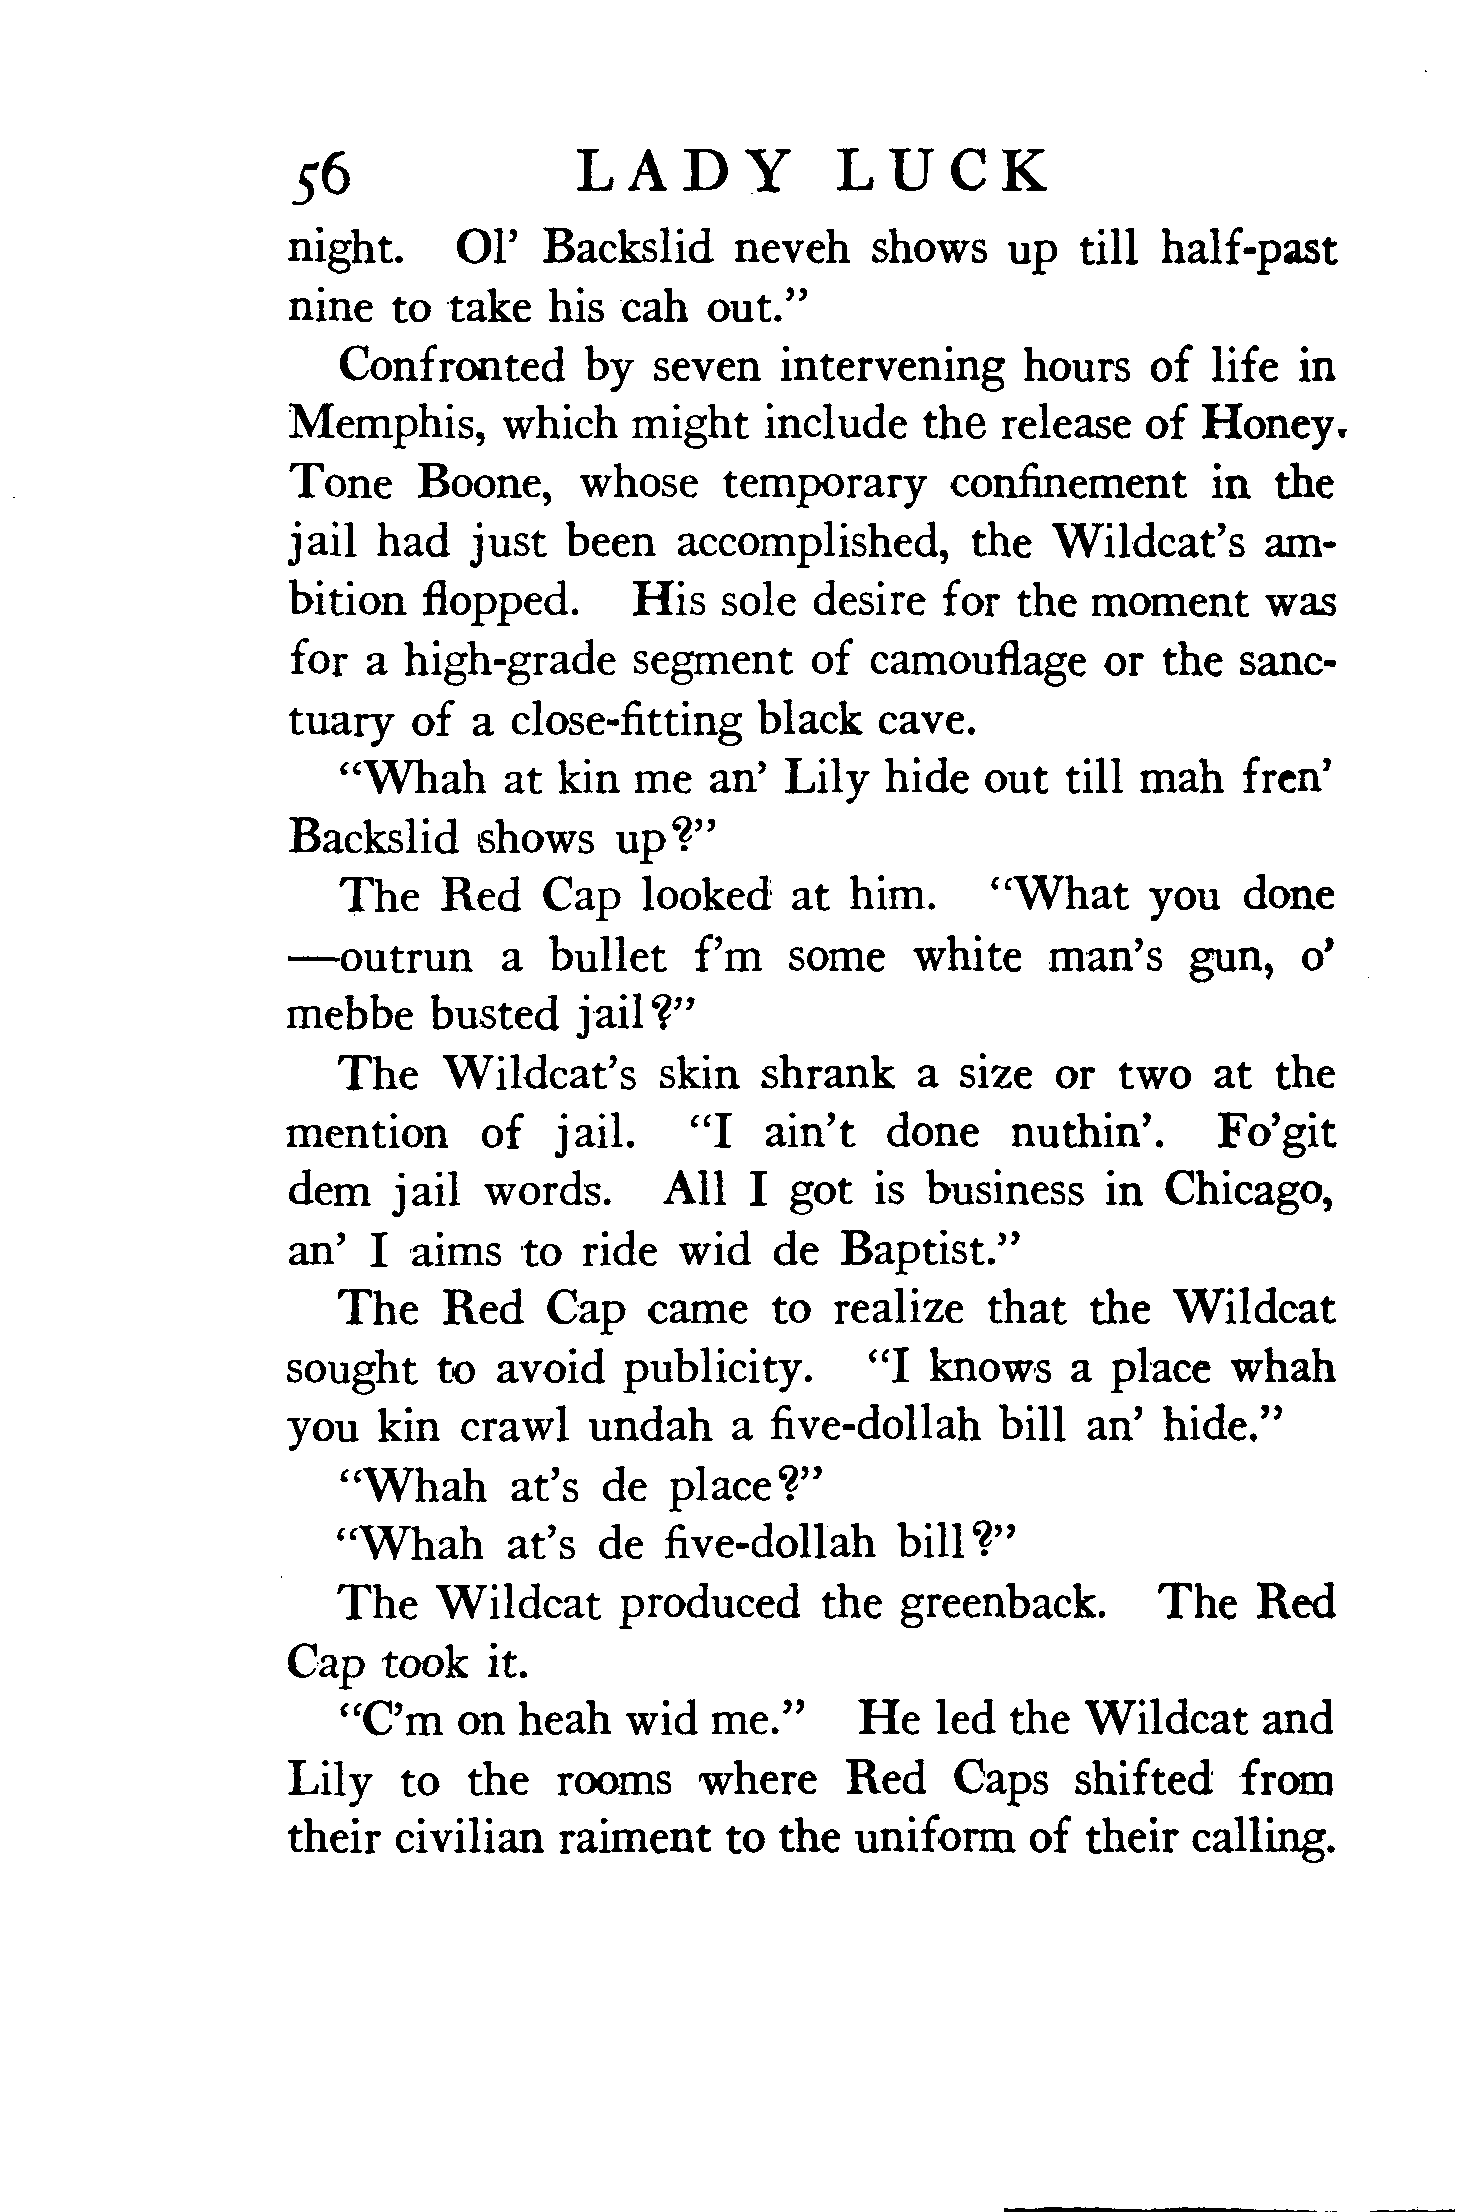 56 LADY LUCK
night. Ol' Backslid neveh shows up till half-past
nine to take his cah out."
Confronted by seven intervening hours of life in
Memphis, which might include the release of Honey.
Tone Boone, whose temporary confinement in the
jail had just been accomplished, the Wildcat's am-
bition flopped. His sole desire for the moment was
for a high-grade segment of camouflage or the sanc-
tuary of a close-fitting black cave.
"Whah at kin me an' Lily hide out till mah fren'
Backslid shows up?"
The Red Cap looked at him. "What you done
—outrun a bullet f'm some white man's gun, o'
mebbe busted jail?"
The Wildcat's skin shrank a size or two at the
mention of jail. "I ain't done nuthin'. Fo'git
dem jail words. All I got is business in Chicago,
an' I aims to ride wid de Baptist."
The Red Cap came to realize that the Wildcat
sought to avoid publicity. "I knows a place whah
you kin crawl undah a five-dollah bill an' hide."
"Whah at's de place?"
"Whah at's de five-dollah bill?"
The Wildcat produced the greenback. The Red
Cap took it.
"C'm on heah wid me." He led the Wildcat and
Lily to the rooms where Red Caps shifted from
their civilian raiment to the uniform of their calling.